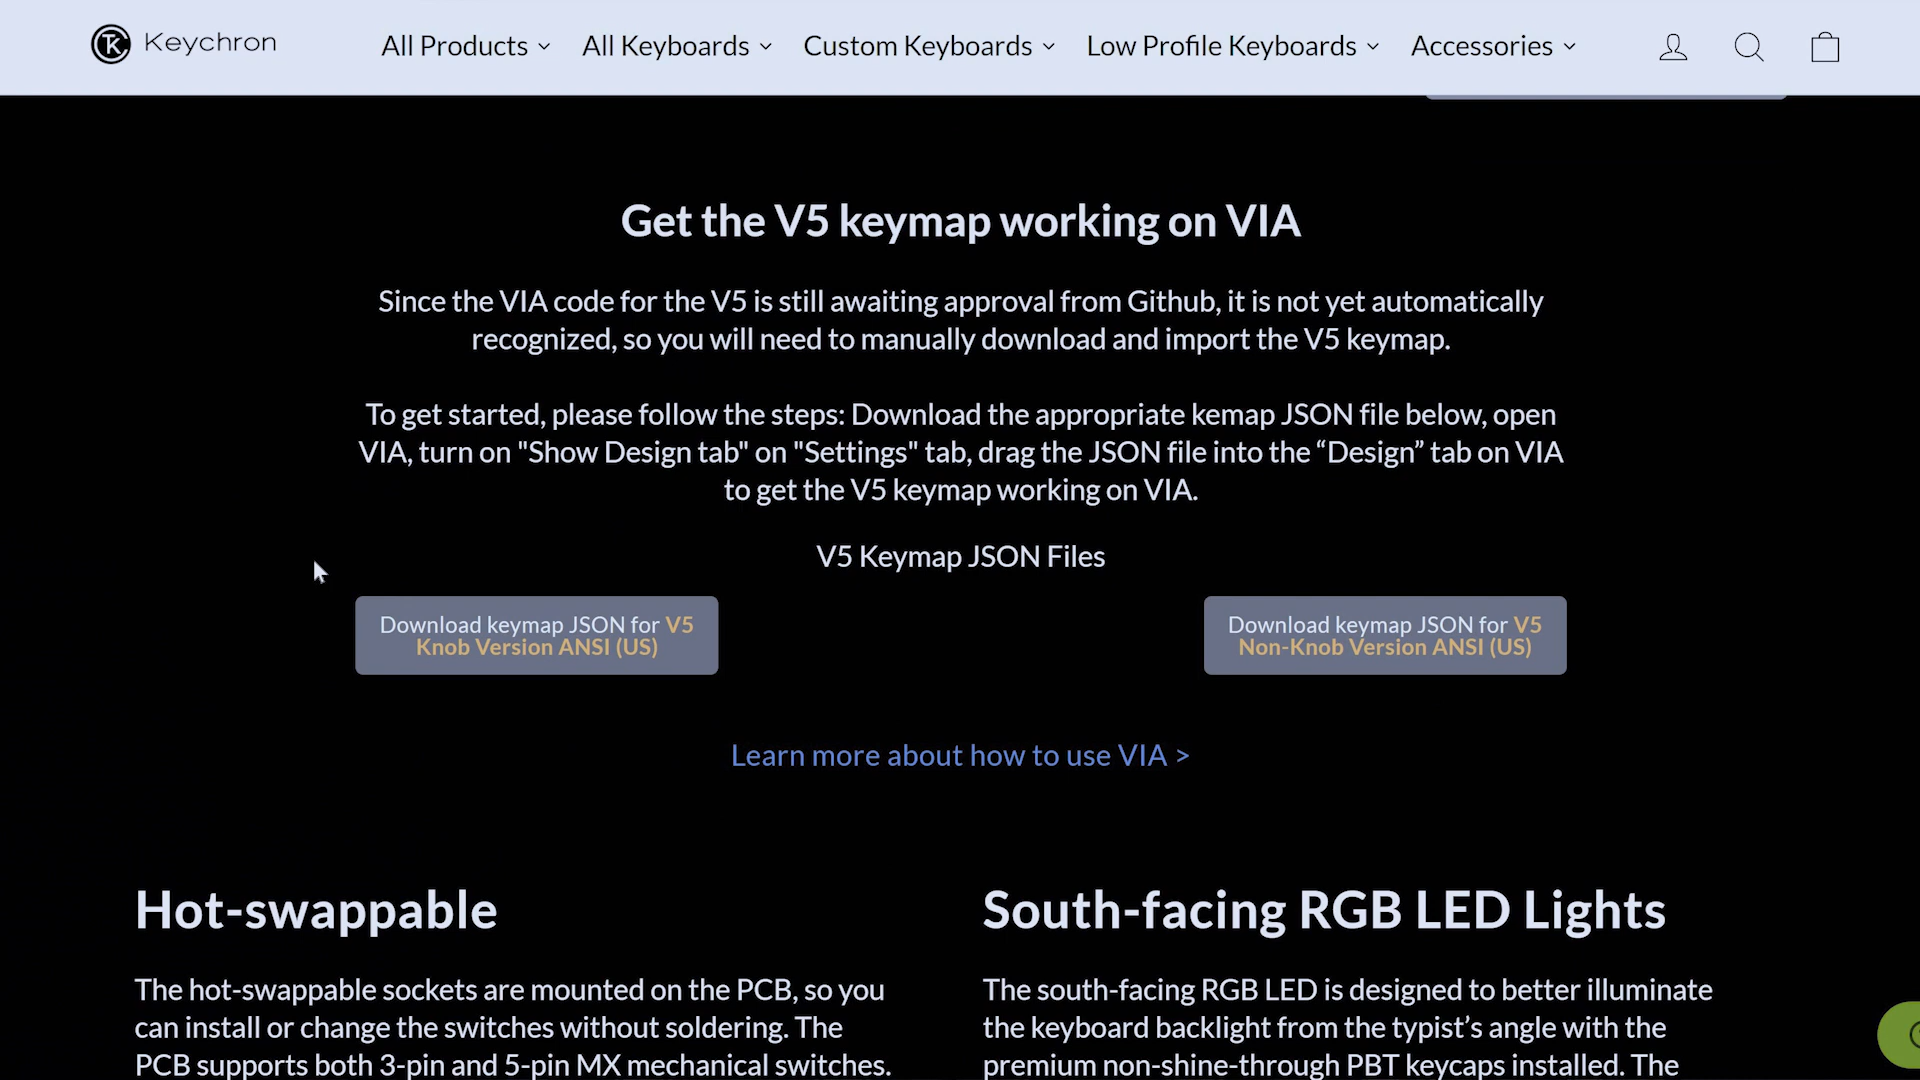 Keychron
All Products
All Keyboards
Custom Keyboards
Low Profile Keyboards
Accessories
Get the V5 keymap working on VIA
Since the VIA code for the V5 is still awaiting approval from Github, it is not yet automatically
recognized, so you will need to manually download and import the V5 keymap.
To get started, please follow the steps: Download the appropriate kemap JSON file below, open
VIA, turn on "Show Design tab" on "Settings" tab, drag the JSON file into the “Design” tab on VIA
to get the V5 keymap working on VIA.
V5 Keymap JSON Files
Download keymap JSON for V5
Knob Version ANSI (US)
Download keymap JSON for V5
Non-Knob Version ANSI (US)
Learn more about how to use VIA >
Hot-swappable
The hot-swappable sockets are mounted on the PCB, so you
can install or change the switches without soldering. The
PCB supports both 3-pin and 5-pin MX mechanical switches.
South-facing RGB LED Lights
The south-facing RGB LED is designed to better illuminate
the keyboard backlight from the typist’s angle with the
premium non-shine-through PBT keycaps installed. The